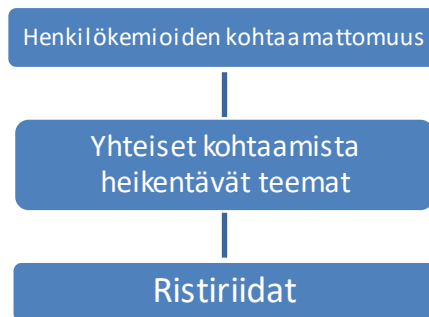 Henkilökemioiden kohtaamattomuus
Yhteiset kohtaamista
heikentävät teemat
Ristiriidat